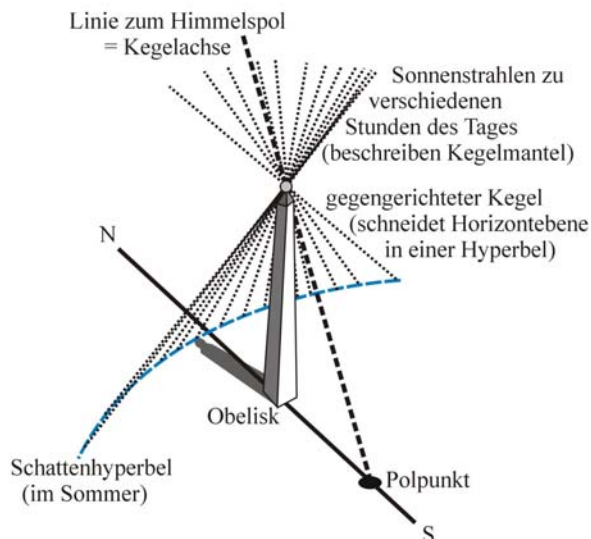 Linie zum Himmelspol
= Kegelachse
Sonnenstrahlen zu
verschiedenen
Stunden des Tages
(beschreiben Kegelmantel)
gegengerichteter Kegel
(schneidet Horizontebene
in einer Hyperbel)
N
Obelisk
Schattenhyperbel
(im Sommer)
Polpunkt
S